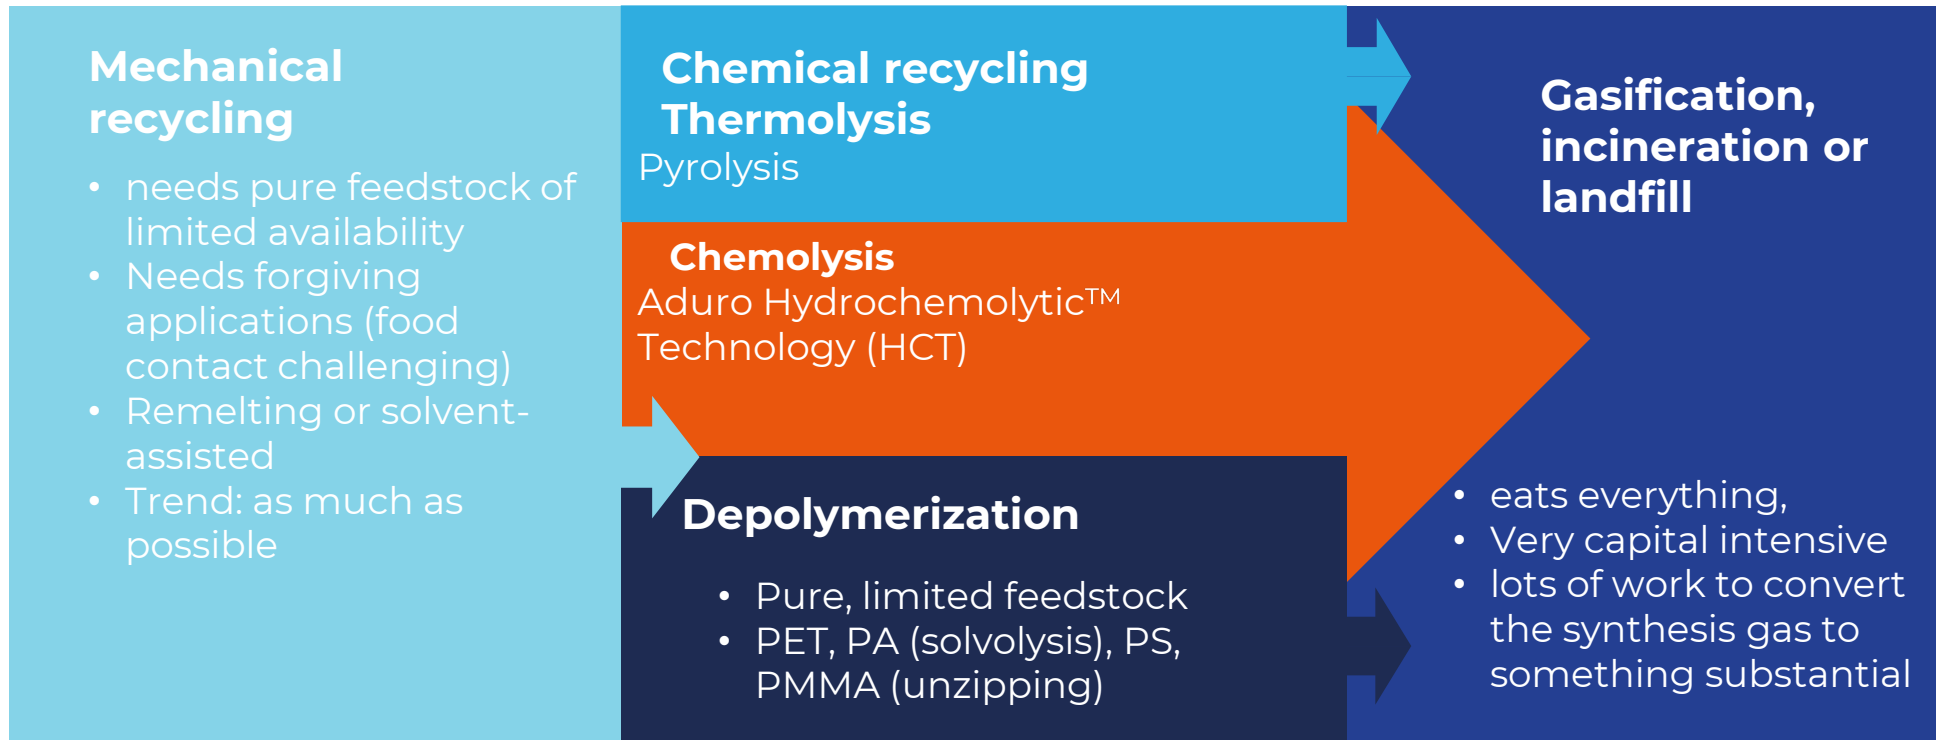 Mechanical
recycling
• needs pure feedstock of
limited availability
• Needs forgiving
applications (food
contact challenging)
• Remelting or solvent-
assisted
• Trend: as much as
possible
Chemical recycling
Thermolysis
Pyrolysis
Chemolysis
Aduro Hydrochemolytic™
Technology (HCT)
Depolymerization
• Pure, limited feedstock
• PET, PA (solvolysis), PS,
PMMA (unzipping)
Gasification,
incineration or
landfill
• eats everything,
• Very capital intensive
• lots of work to convert
the synthesis gas to
something substantial